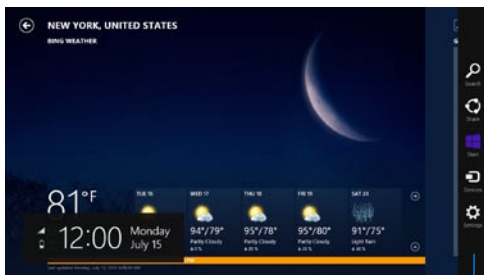 NEW YORK, UNITED STATES
BING WEATHER
Search
Share
Start
Devices
Settings
81°F
TUE 16
WED 17
THU 18
FRI 19
SAT 20
94°/79°
95°/78°
95°/80°
91°/75°
Partly Cloudy
Partly Cloudy
Partly Cloudy
Light Rain
12:00
Monday
July 15